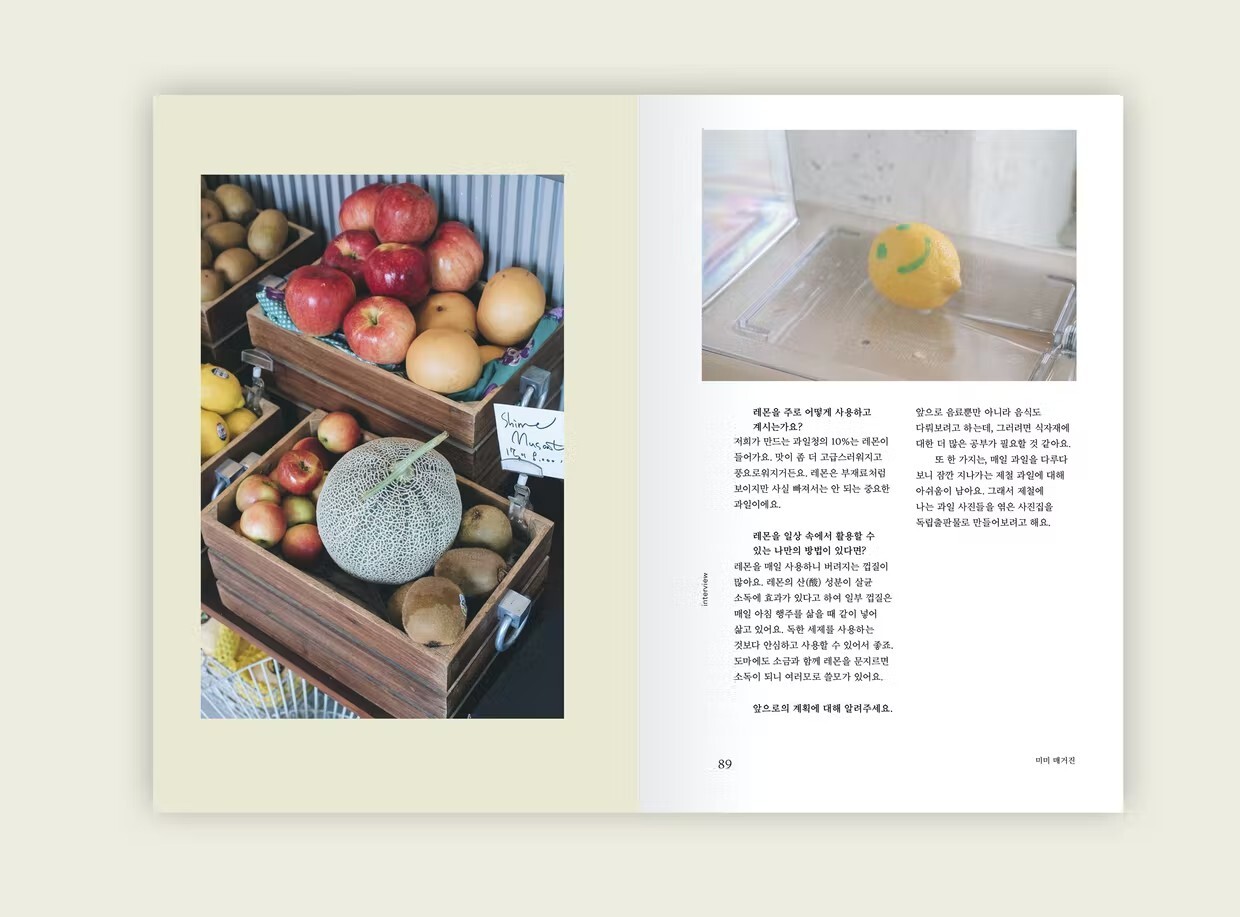 Shine
Muscat
레몬을 주로 어떻게 사용하고
계시는가요?
저희가 만드는 과일청의 10%는 레몬이
들어가요. 맛이 좀 더 고급스러워지고
풍요로워지거든요. 레몬은 부재료처럼
보이지만 사실 빠져서는 안 되는 중요한
과일이에요.
레몬을 일상 속에서 활용할 수
있는 나만의 방법이 있다면?
레몬을 매일 사용하니 버려지는 껍질이
많아요. 레몬의 산(酸) 성분이 살균
소독에 효과가 있다고 하여 일부 껍질은
매일 아침 행주를 삶을 때 같이 넣어
삶고 있어요. 독한 세제를 사용하는
것보다 안심하고 사용할 수 있어서 좋죠.
도마에도 소금과 함께 레몬을 문지르면
소독이 되니 여러모로 쓸모가 있어요.
앞으로의 계획에 대해 알려주세요.
앞으로 음료뿐만 아니라 음식도
다뤄보려고 하는데, 그러려면 식자재에
대한 더 많은 공부가 필요할 것 같아요.
또 한 가지는, 매일 과일을 다루다
보니 잠깐 지나가는 제철 과일에 대해
아쉬움이 남아요. 그래서 제철에
나는 과일 사진들을 엮은 사진집을
독립출판물로 만들어보려고 해요.
interview
89
미미 매거진